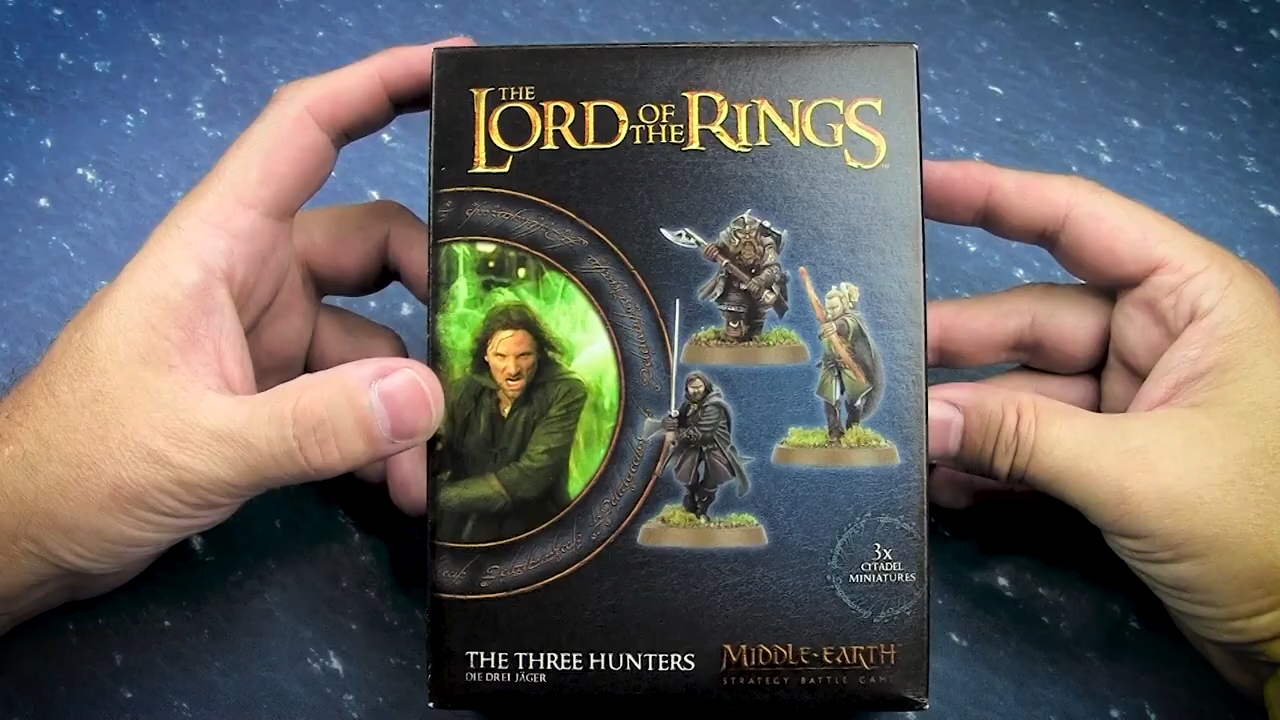 THE
LORD OF THE RINGS
3x
CITADEL
MINIATURES
THE THREE HUNTERS
DIE DREI JÄGER
MIDDLE-EARTH
STRATEGY BATTLE GAME